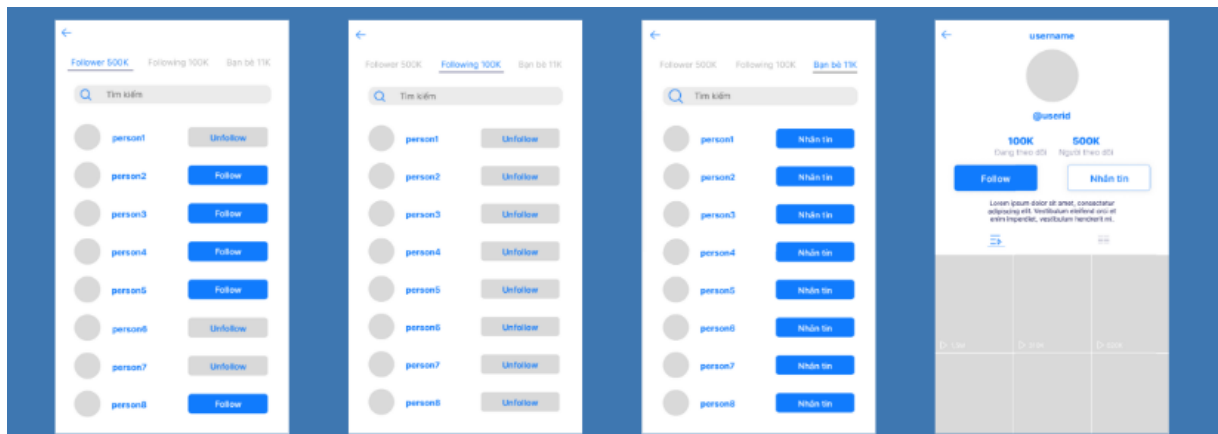 Follower 500K Following 100K Bạn bè 11K
Tìm kiếm
person1 Unfollow
person2 Follow
person3 Follow
person4 Follow
person5 Follow
person6 Unfollow
person7 Unfollow
person8 Follow
Follower 500K Following 100K Bạn bè 11K
Tìm kiếm
person1 Unfollow
person2 Unfollow
person3 Unfollow
person4 Unfollow
person5 Unfollow
person6 Unfollow
person7 Unfollow
person8 Unfollow
Follower 500K Following 100K Bạn bè 11K
Tìm kiếm
person1 Nhắn tin
person2 Nhắn tin
person3 Nhắn tin
person4 Nhắn tin
person5 Nhắn tin
person6 Nhắn tin
person7 Nhắn tin
person8 Nhắn tin
username
@userid
100K 500K
Đang theo dõi Người theo dõi
Follow Nhắn tin
Lorem ipsum dolor sit amet, consectetur
adipiscing elit. Vestibulum eleifend orci et
enim imperdiet, vestibulum hendrerit mi.
500K